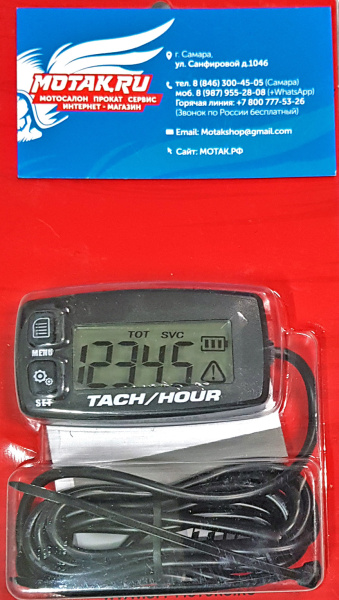 МОТАК.RU
МОТОСАЛОН ПРОКАТ СЕРВИС
ИНТЕРНЕТ - МАГАЗИН
г. Самара,
ул. Санфировой д.104б
тел. 8 (846) 300-45-05 (Самара)
моб. 8 (987) 955-28-08 (+WhatsApp)
Горячая линия: +7 800 777-53-26
(Звонок по России бесплатный)
Email: Motakshop@gmail.com
Сайт: МОТАК.РФ
TOT SVC
MENU
12345
SET
TACH/HOUR